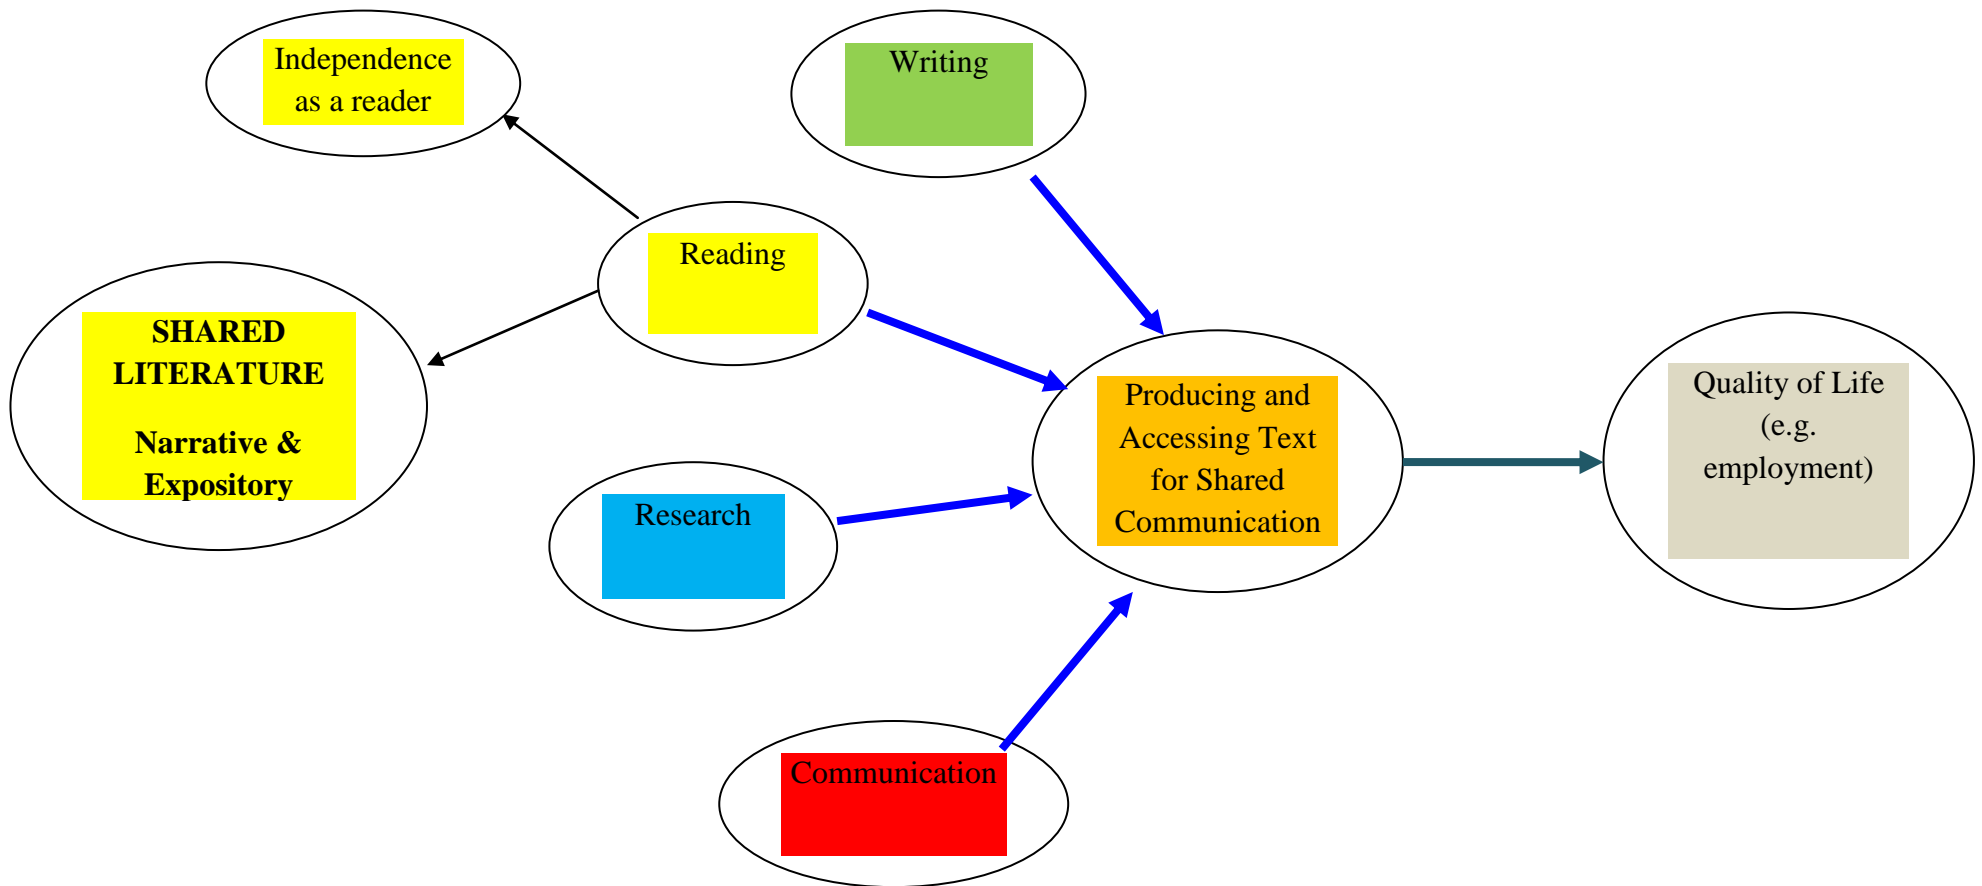 Independence
as a reader
Writing
Reading
SHARED
LITERATURE
Narrative &
Expository
Producing and
Accessing Text
for Shared
Communication
Quality of Life
(e.g.
employment)
Research
Communication